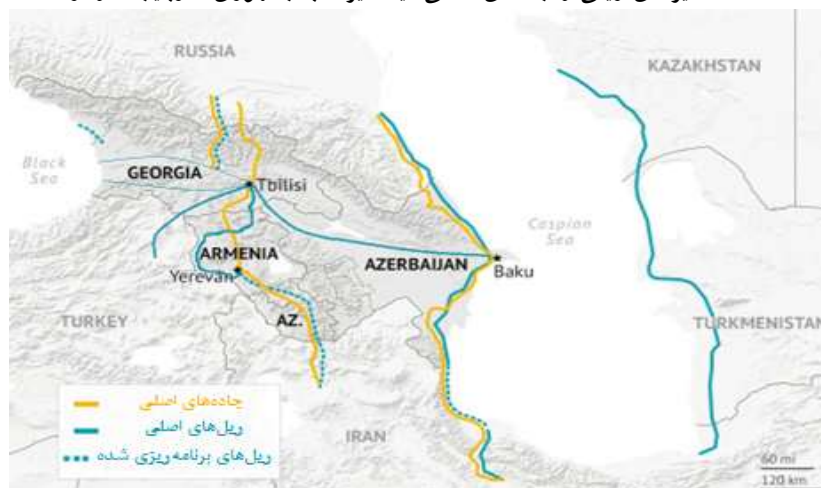 RUSSIA
KAZAKHSTAN
Black
Sea
GEORGIA
Tbilisi
Caspian
Sea
ARMENIA
AZERBAIJAN
Baku
Yerevan
TURKEY
AZ.
TURKMENISTAN
جاده‌های اصلی
ریل‌های اصلی
ریل‌های برنامه‌ریزی شده
IRAN
60 mi
120 km